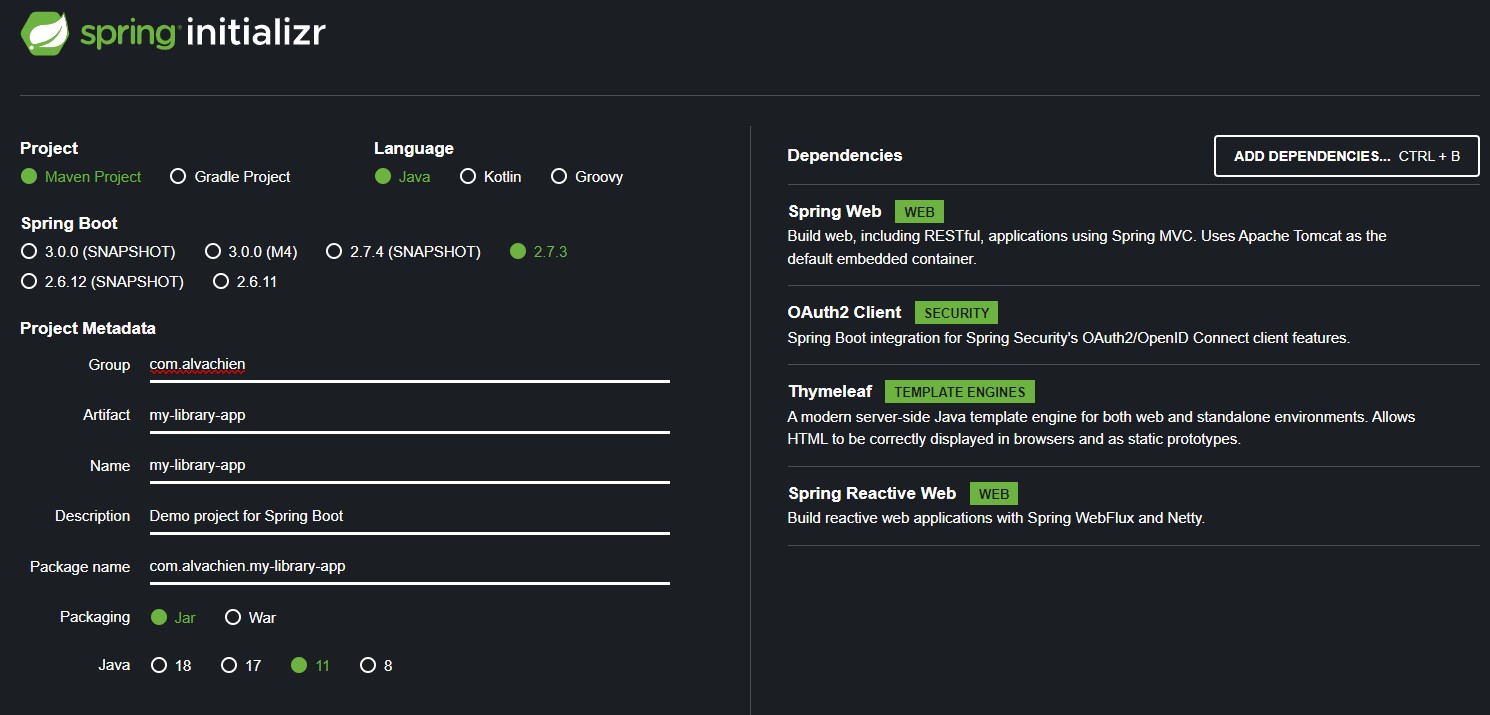 spring initializr
Project
Maven Project Gradle Project
Language
Java Kotlin Groovy
Spring Boot
3.0.0 (SNAPSHOT) 3.0.0 (M4) 2.7.4 (SNAPSHOT) 2.7.3
2.6.12 (SNAPSHOT) 2.6.11
Project Metadata
Group com.alvachien
Artifact my-library-app
Name my-library-app
Description Demo project for Spring Boot
Package name com.alvachien.my-library-app
Packaging Jar War
Java 18 17 11 8
Dependencies ADD DEPENDENCIES... CTRL + B
Spring Web WEB
Build web, including RESTful, applications using Spring MVC. Uses Apache Tomcat as the
default embedded container.
OAuth2 Client SECURITY
Spring Boot integration for Spring Security's OAuth2/OpenID Connect client features.
Thymeleaf TEMPLATE ENGINES
A modern server-side Java template engine for both web and standalone environments. Allows
HTML to be correctly displayed in browsers and as static prototypes.
Spring Reactive Web WEB
Build reactive web applications with Spring WebFlux and Netty.